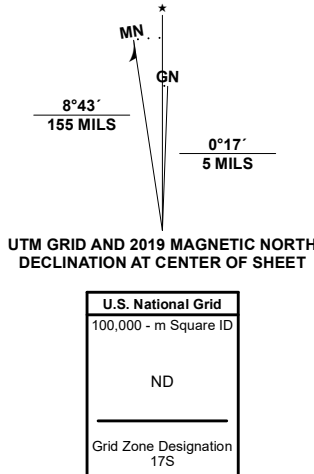 ★
MN
GN
8°43´
155 MILS
0°17´
5 MILS
UTM GRID AND 2019 MAGNETIC NORTH
DECLINATION AT CENTER OF SHEET
U.S. National Grid
100,000 - m Square ID
ND
Grid Zone Designation
17S